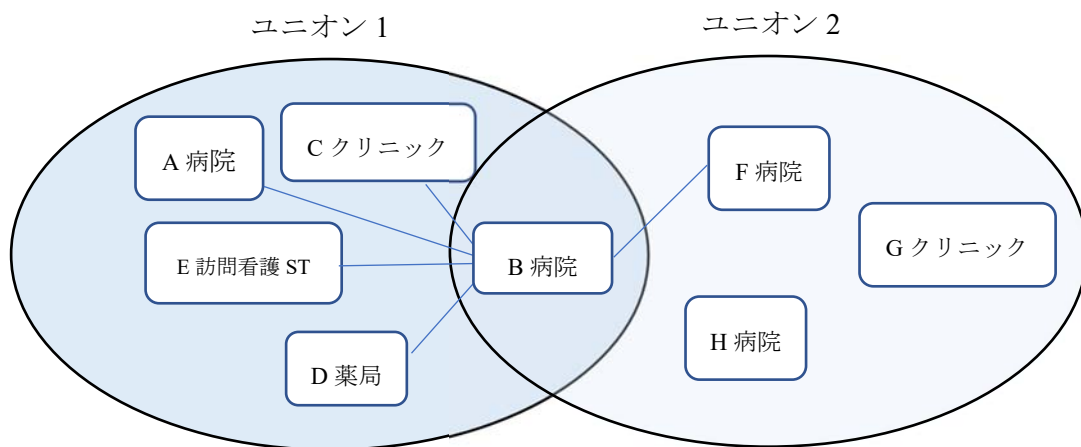 ユニオン 1
ユニオン 2
A 病院
C クリニック
E 訪問看護 ST
D 薬局
B 病院
F 病院
G クリニック
H 病院